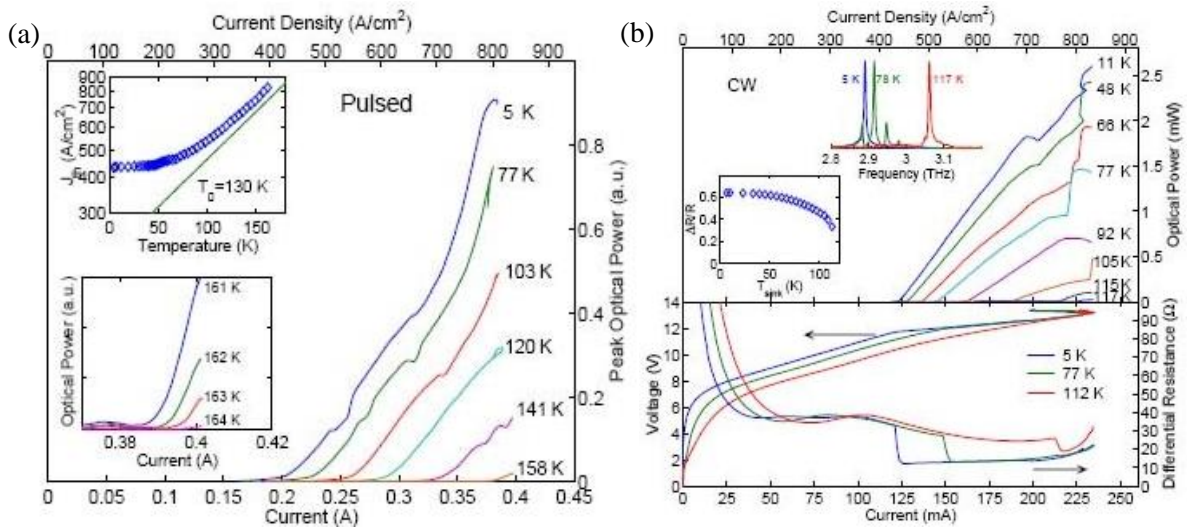 (a)
Current Density (A/cm²)
0 100 200 300 400 500 600 700 800 900
Pulsed
900
800
700
600
500
400
300
J_th (A/cm²)
T_0=130 K
0 50 100 150
Temperature (K)
5 K
77 K
103 K
120 K
141 K
158 K
0.8
0.6
0.4
0.2
0
Peak Optical Power (a.u.)
Optical Power (a.u.)
161 K
162 K
163 K
164 K
0.38 0.4 0.42
Current (A)
0 0.05 0.1 0.15 0.2 0.25 0.3 0.35 0.4 0.45
Current (A)
(b)
Current Density (A/cm²)
0 100 200 300 400 500 600 700 800 900
CW
5 K 78 K 117 K
2.8 2.9 3 3.1
Frequency (THz)
ΔR/R
0.6
0.4
0.2
0
0 50 100
T_sink (K)
11 K
48 K
66 K
77 K
92 K
105 K
115 K
117 K
2.5
2
1.5
1
0.5
0
Optical Power (mW)
14
12
10
8
6
4
2
0
Voltage (V)
5 K
77 K
112 K
90
80
70
60
50
40
30
20
10
0
Differential Resistance (Ω)
0 25 50 75 100 125 150 175 200 225 250
Current (mA)